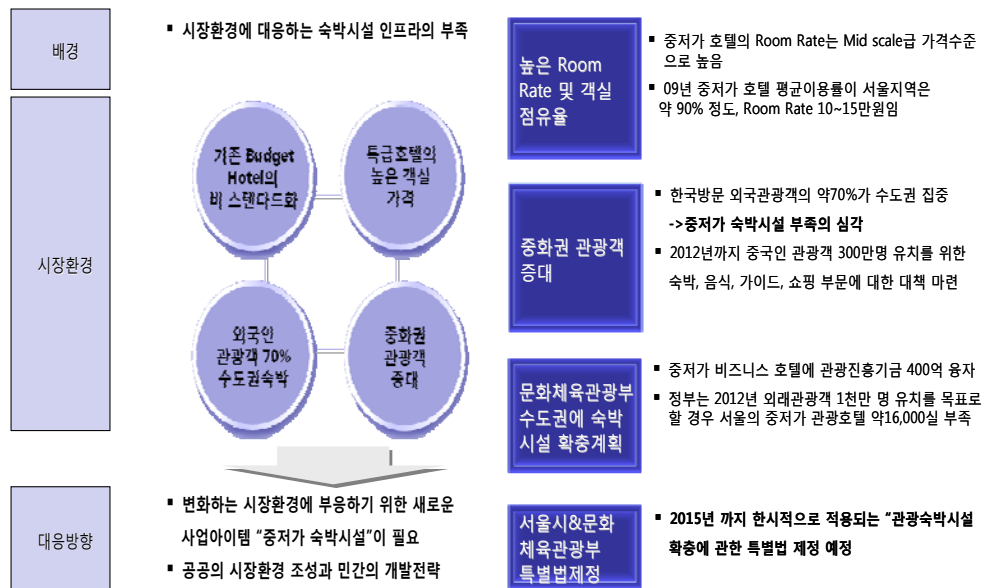 배경
▪ 시장환경에 대응하는 숙박시설 인프라의 부족
시장환경
기존 Budget
Hotel의
비 스텐다드화
특급호텔의
높은 객실
가격
외국인
관광객 70%
수도권숙박
중화권
관광객
증대
대응방향
▪ 변화하는 시장환경에 부응하기 위한 새로운
사업아이템 “중저가 숙박시설”이 필요
▪ 공공의 시장환경 조성과 민간의 개발전략
높은 Room
Rate 및 객실
점유율
▪ 중저가 호텔의 Room Rate는 Mid scale급 가격수준
으로 높음
▪ 09년 중저가 호텔 평균이용률이 서울지역은
약 90% 정도, Room Rate 10~15만원임
중화권 관광객
증대
▪ 한국방문 외국관광객의 약70%가 수도권 집중
->중저가 숙박시설 부족의 심각
▪ 2012년까지 중국인 관광객 300만명 유치를 위한
숙박, 음식, 가이드, 쇼핑 부문에 대한 대책 마련
문화체육관광부
수도권에 숙박
시설 확충계획
▪ 중저가 비즈니스 호텔에 관광진흥기금 400억 융자
▪ 정부는 2012년 외래관광객 1천만 명 유치를 목표로
할 경우 서울의 중저가 관광호텔 약16,000실 부족
서울시&문화
체육관광부
특별법제정
▪ 2015년 까지 한시적으로 적용되는 “관광숙박시설
확충에 관한 특별법 제정 예정